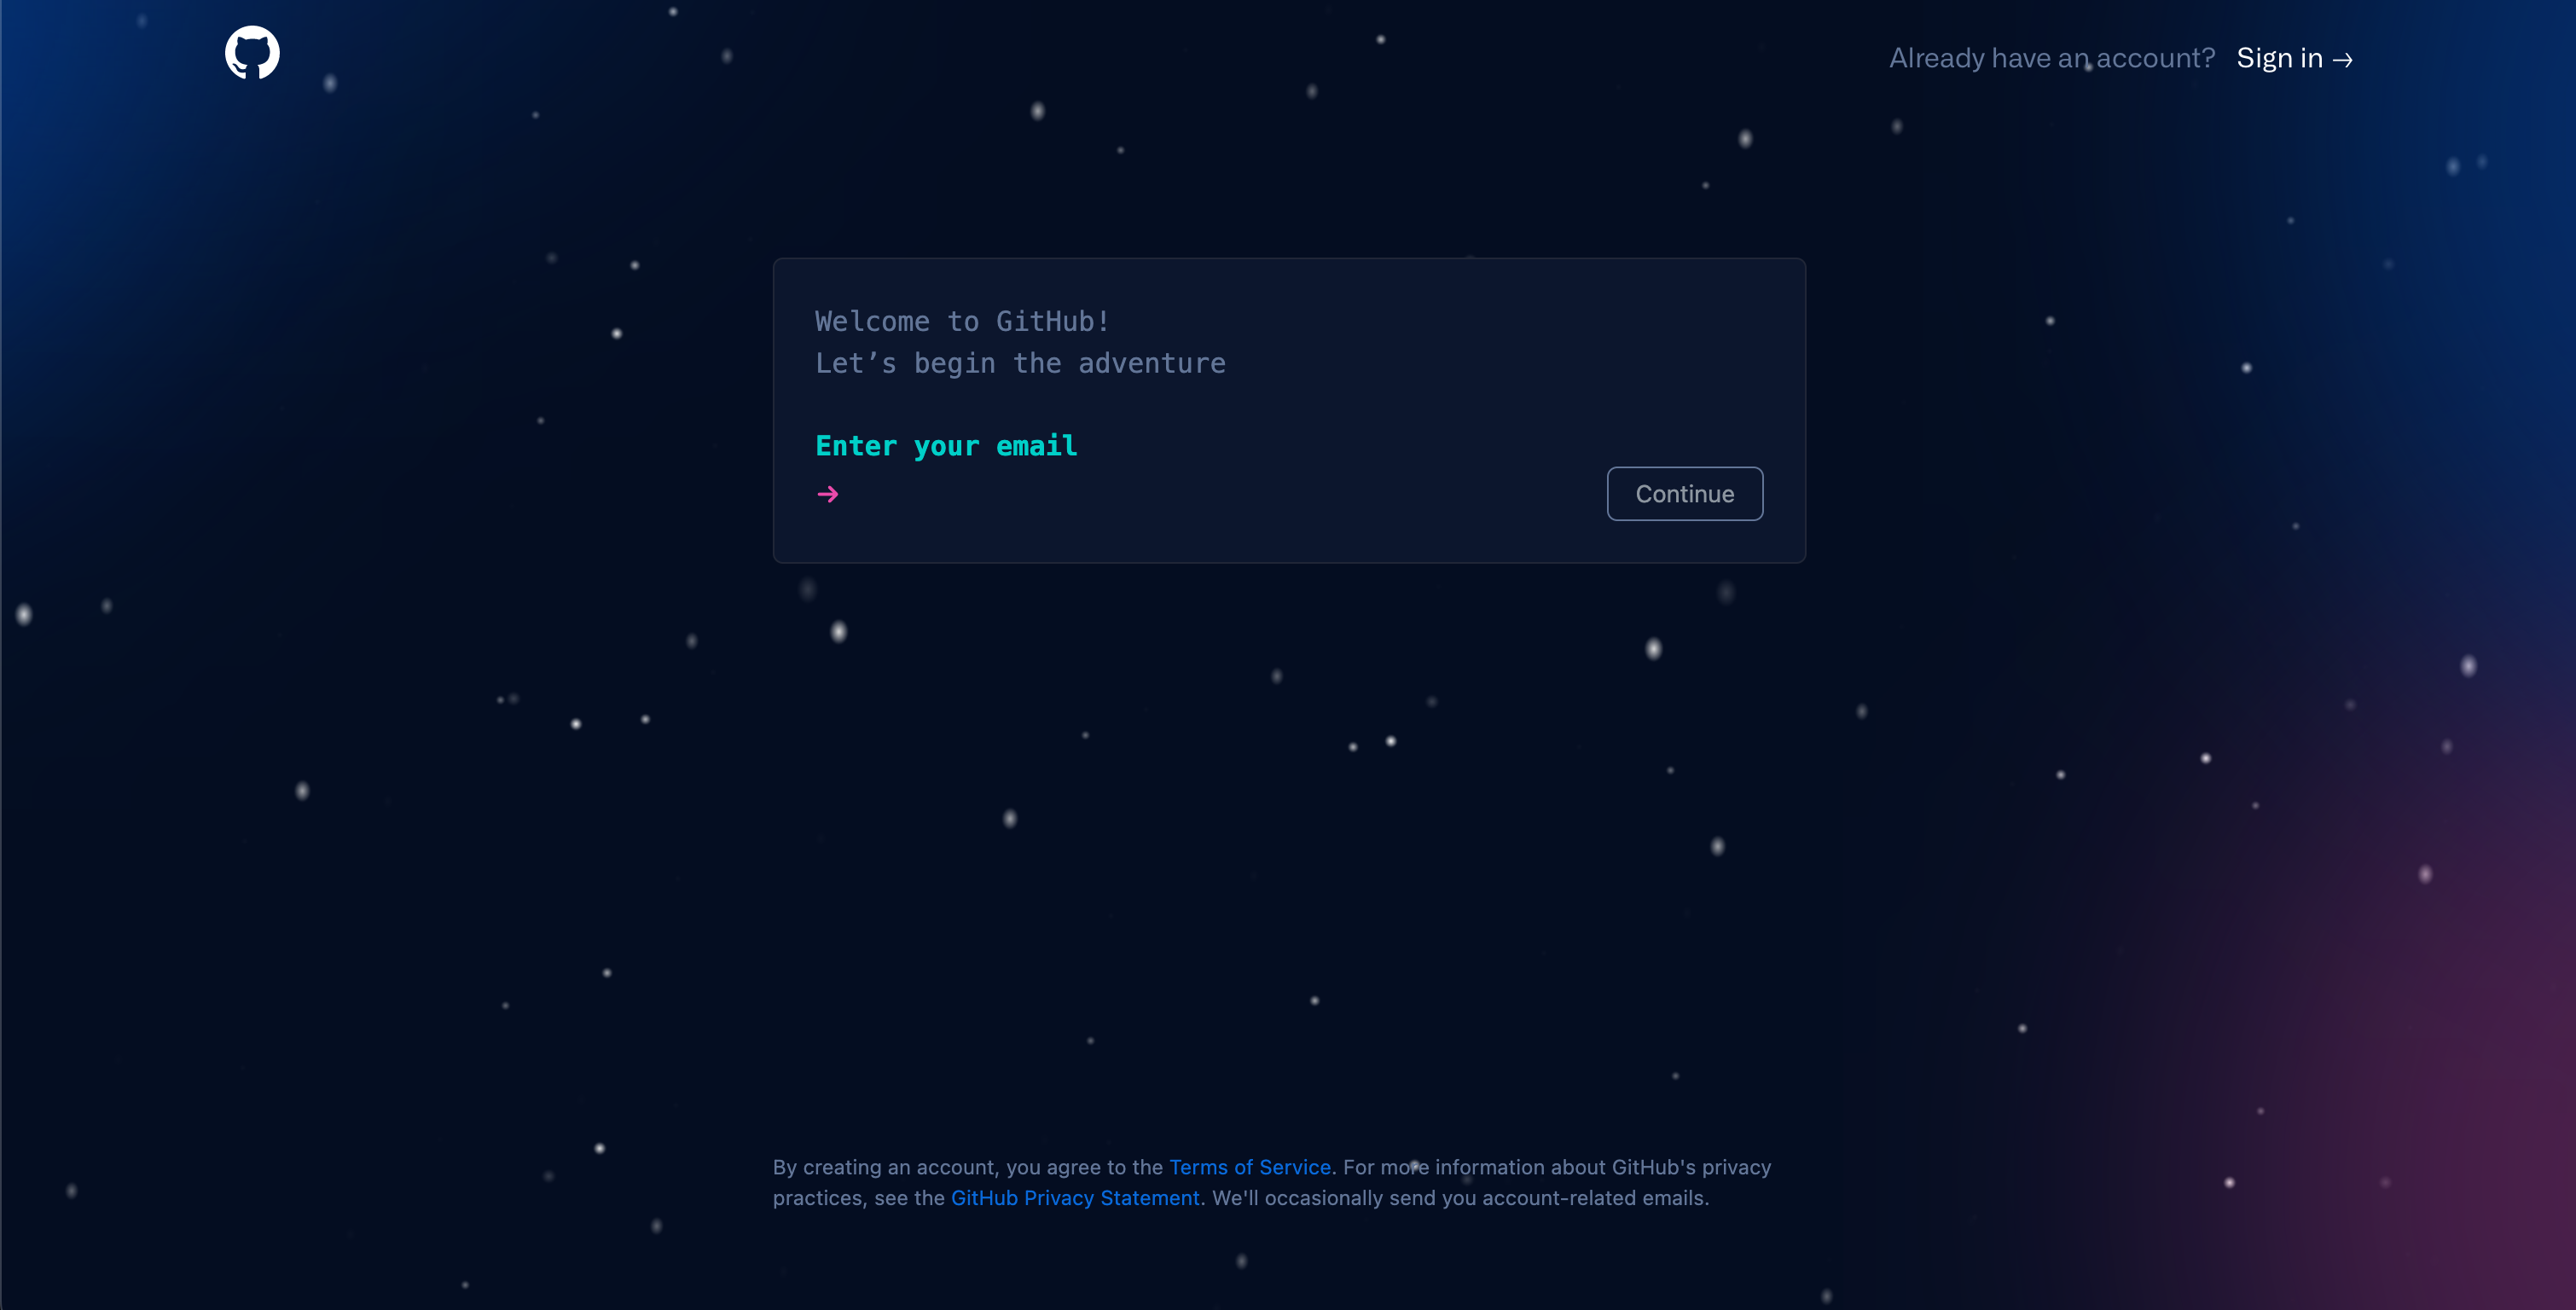 Already have an account? Sign in →
Welcome to GitHub!
Let’s begin the adventure
Enter your email
→
Continue
By creating an account, you agree to the Terms of Service. For more information about GitHub's privacy
practices, see the GitHub Privacy Statement. We'll occasionally send you account-related emails.